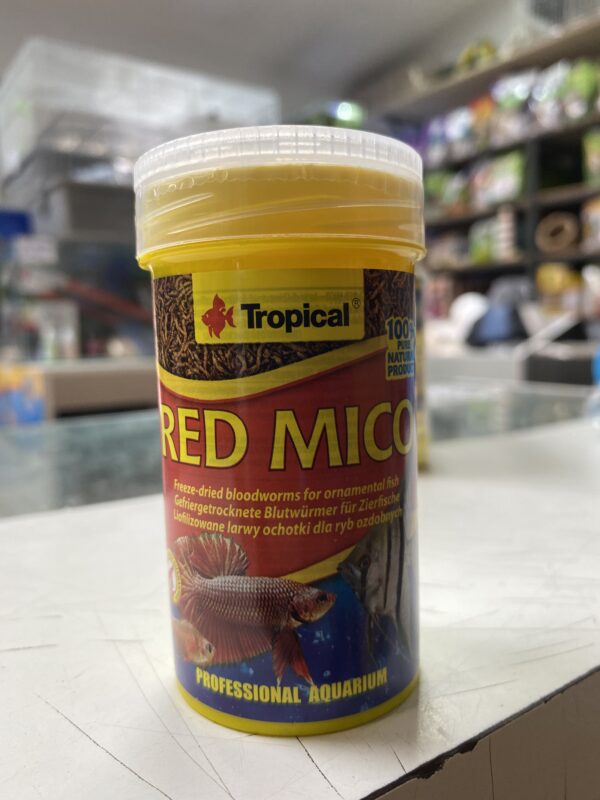 Tropical®
100%
PURE
NATURAL
PRODUCT
RED MICO
Freeze-dried bloodworms for ornamental fish
Gefriergetrocknete Blutwürmer für Zierfische
Liofilizowane larwy ochotki dla ryb ozdobnych
PROFESSIONAL AQUARIUM